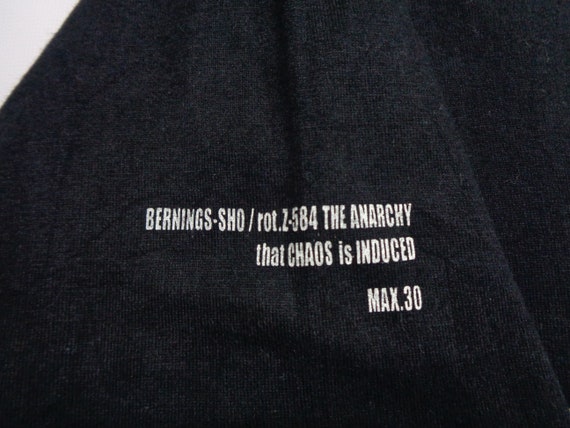 BERNINGS-SHO / rot.Z-584 THE ANARCHY
that CHAOS is INDUCED
MAX.30